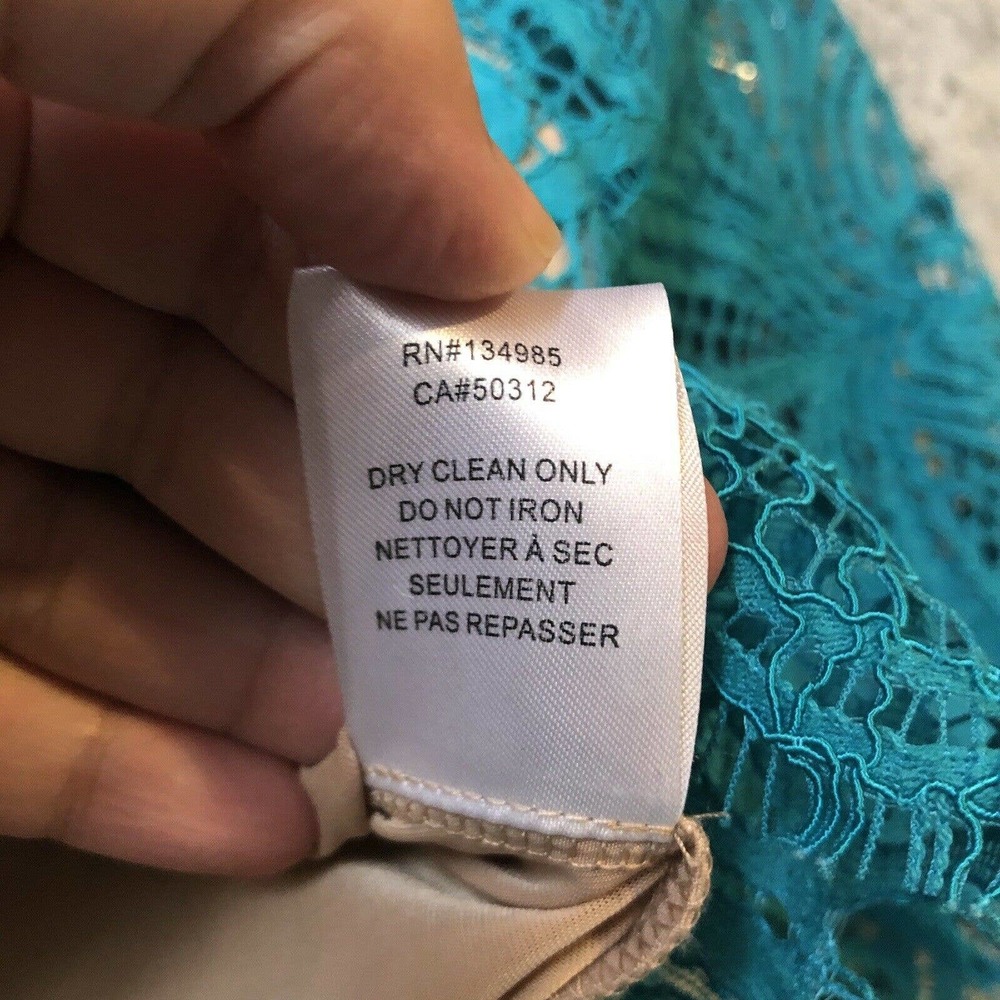 RN#134985
CA#50312
DRY CLEAN ONLY
DO NOT IRON
NETTOYER À SEC
SEULEMENT
NE PAS REPASSER